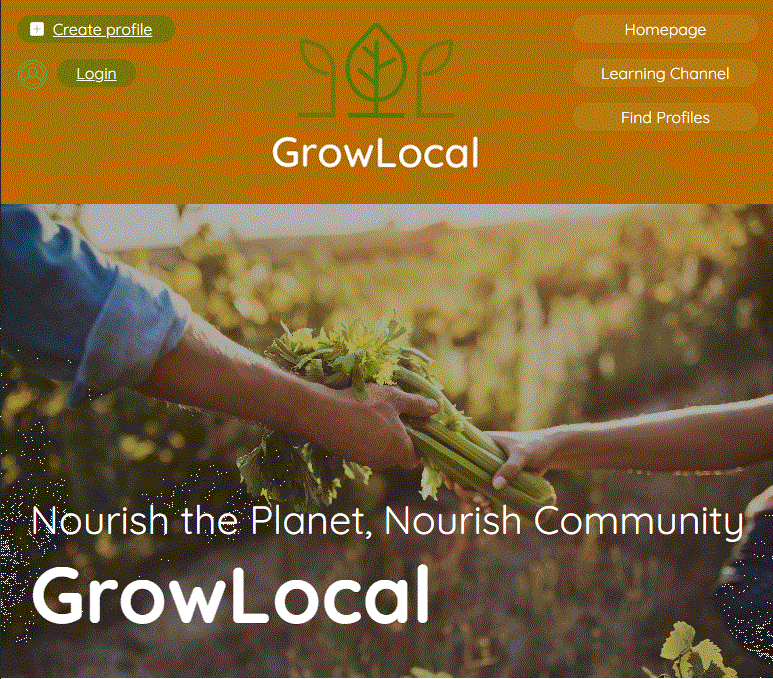 Create profile
Login
GrowLocal
Homepage
Learning Channel
Find Profiles
Nourish the Planet, Nourish Community
GrowLocal